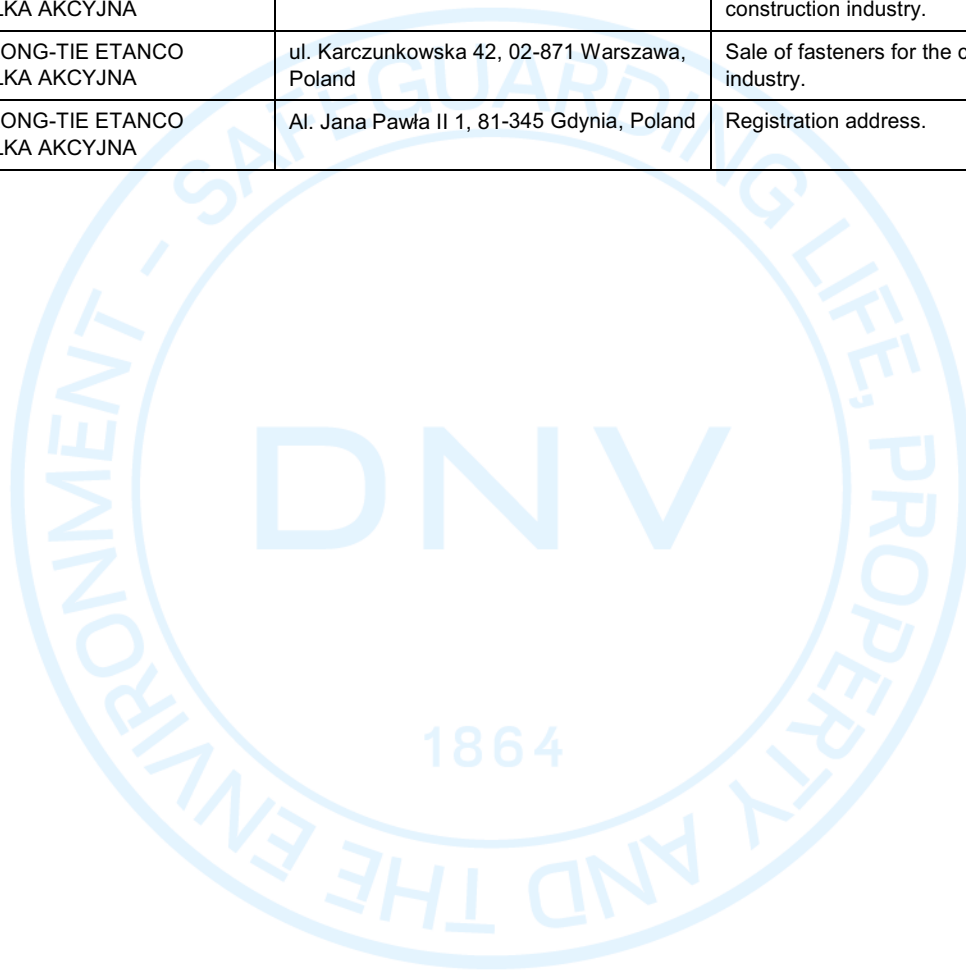 LKA AKCYJNA
construction industry.
ONG-TIE ETANCO
LKA AKCYJNA
ul. Karczunkowska 42, 02-871 Warszawa,
Poland
Sale of fasteners for the c
industry.
ONG-TIE ETANCO
LKA AKCYJNA
Al. Jana Pawła II 1, 81-345 Gdynia, Poland
Registration address.
SAFEGUARDING LIFE, PROPERTY AND THE ENVIRONMENT -
DNV
1864